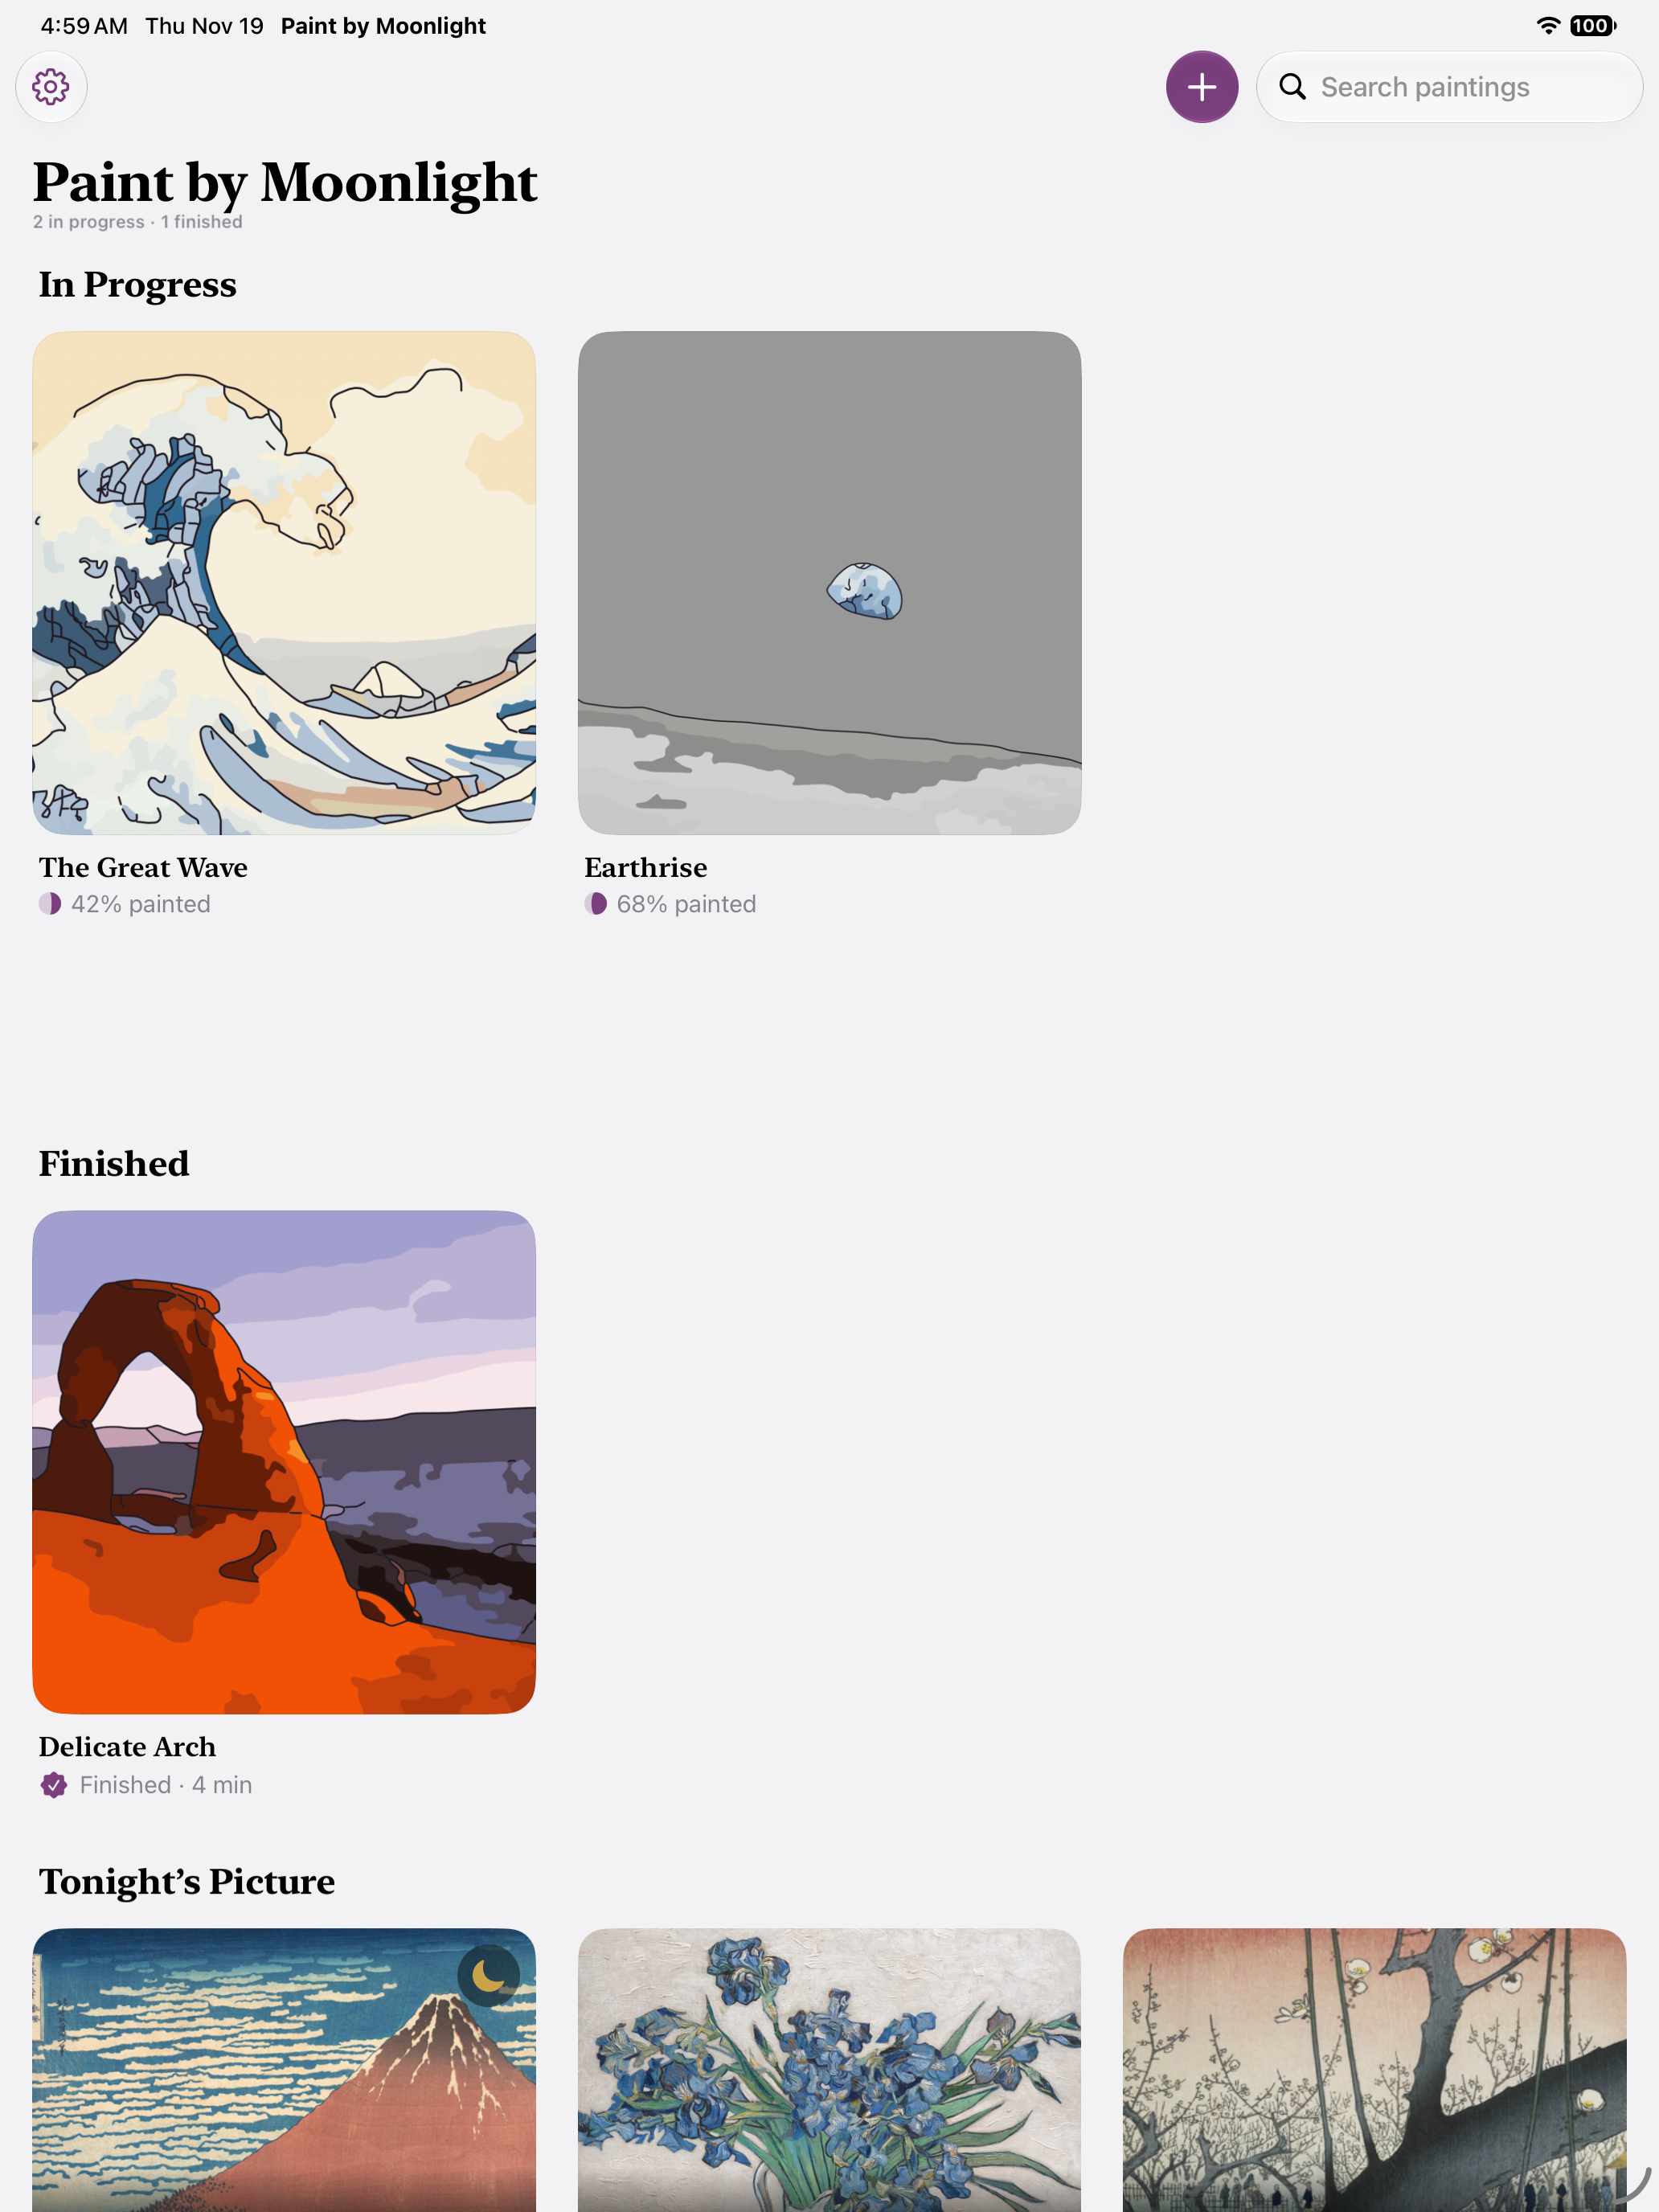 4:59 AM Thu Nov 19 Paint by Moonlight
100
Search paintings
Paint by Moonlight
2 in progress · 1 finished
In Progress
The Great Wave
42% painted
Earthrise
68% painted
Finished
Delicate Arch
Finished · 4 min
Tonight’s Picture